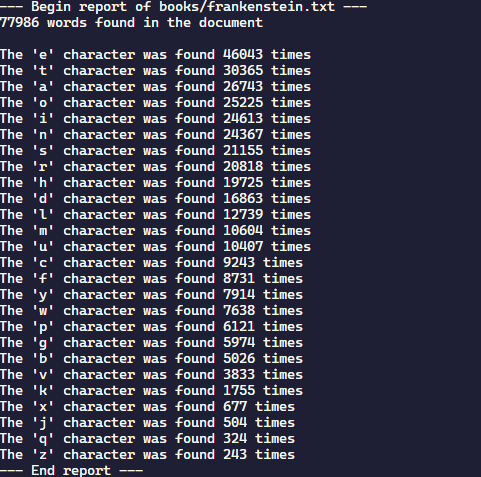 --- Begin report of books/frankenstein.txt ---
77986 words found in the document

The 'e' character was found 46043 times
The 't' character was found 30365 times
The 'a' character was found 26743 times
The 'o' character was found 25225 times
The 'i' character was found 24613 times
The 'n' character was found 24367 times
The 's' character was found 21155 times
The 'r' character was found 20818 times
The 'h' character was found 19725 times
The 'd' character was found 16863 times
The 'l' character was found 12739 times
The 'm' character was found 10604 times
The 'u' character was found 10407 times
The 'c' character was found 9243 times
The 'f' character was found 8731 times
The 'y' character was found 7914 times
The 'w' character was found 7638 times
The 'p' character was found 6121 times
The 'g' character was found 5974 times
The 'b' character was found 5026 times
The 'v' character was found 3833 times
The 'k' character was found 1755 times
The 'x' character was found 677 times
The 'j' character was found 504 times
The 'q' character was found 324 times
The 'z' character was found 243 times
--- End report ---